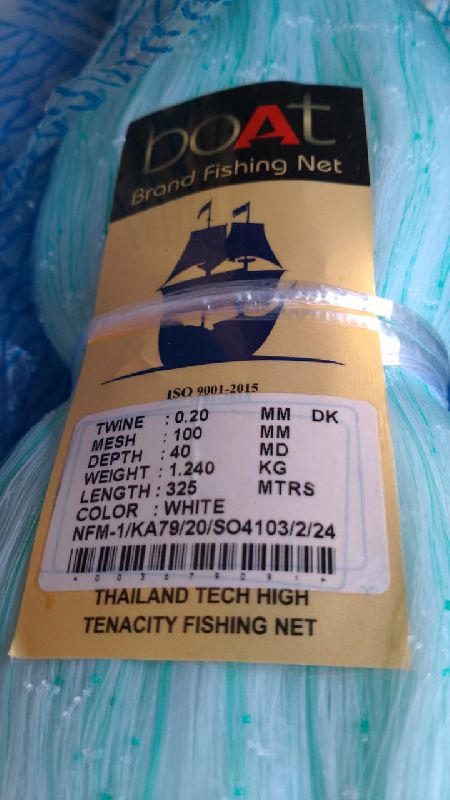 boAt
Brand Fishing Net
ISO 9001-2015
TWINE : 0.20 MM DK
MESH : 100 MM
DEPTH : 40 MD
WEIGHT : 1.240 KG
LENGTH : 325 MTRS
COLOR : WHITE
NFM-1/KA79/20/SO4103/2/24
THAILAND TECH HIGH
TENACITY FISHING NET